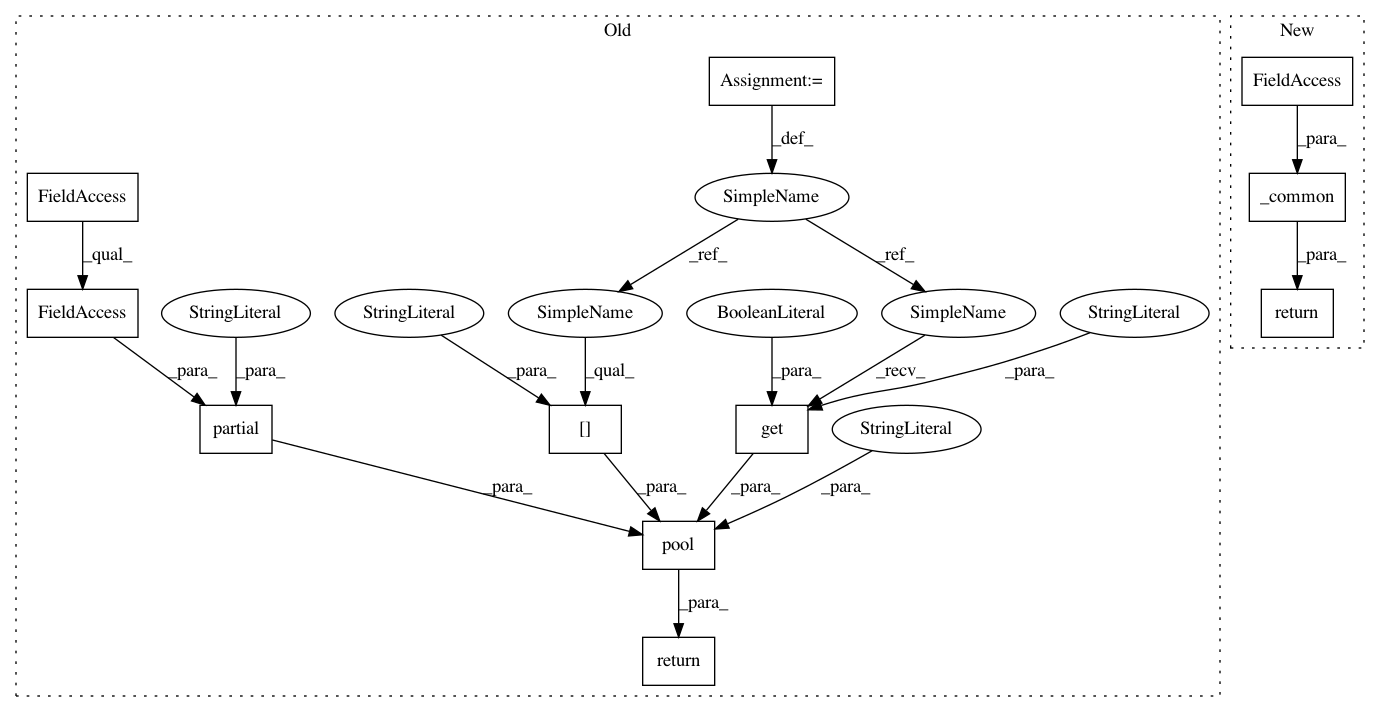 Old
New
Assignment:=
FieldAccess
_def_
_para_
FieldAccess
SimpleName
_common
_qual_
_ref_
_ref_
_para_
FieldAccess
StringLiteral
StringLiteral
SimpleName
BooleanLiteral
SimpleName
StringLiteral
return
_para_
_para_
_para_
_qual_
_para_
_recv_
_para_
partial
[]
get
StringLiteral
_para_
_para_
_para_
_para_
pool
_para_
return